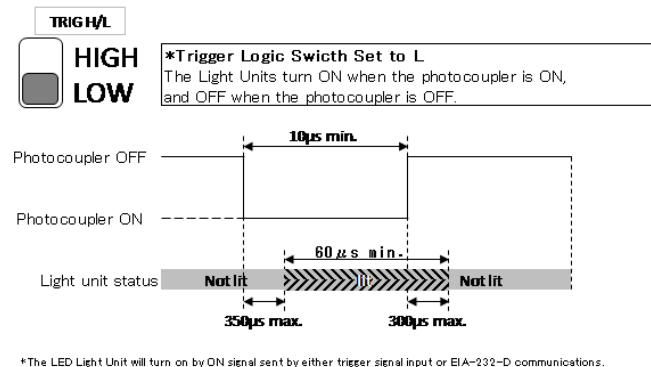 TRIG H/L
HIGH
LOW
*Trigger Logic Swicth Set to L
The Light Units turn ON when the photocoupler is ON,
and OFF when the photocoupler is OFF.
10μs min.
Photocoupler OFF
Photocoupler ON
60μs min.
Light unit status
Not lit
lit
Not lit
350μs max.
300μs max.
*The LED Light Unit will turn on by ON signal sent by either trigger signal input or EIA-232-D communications.